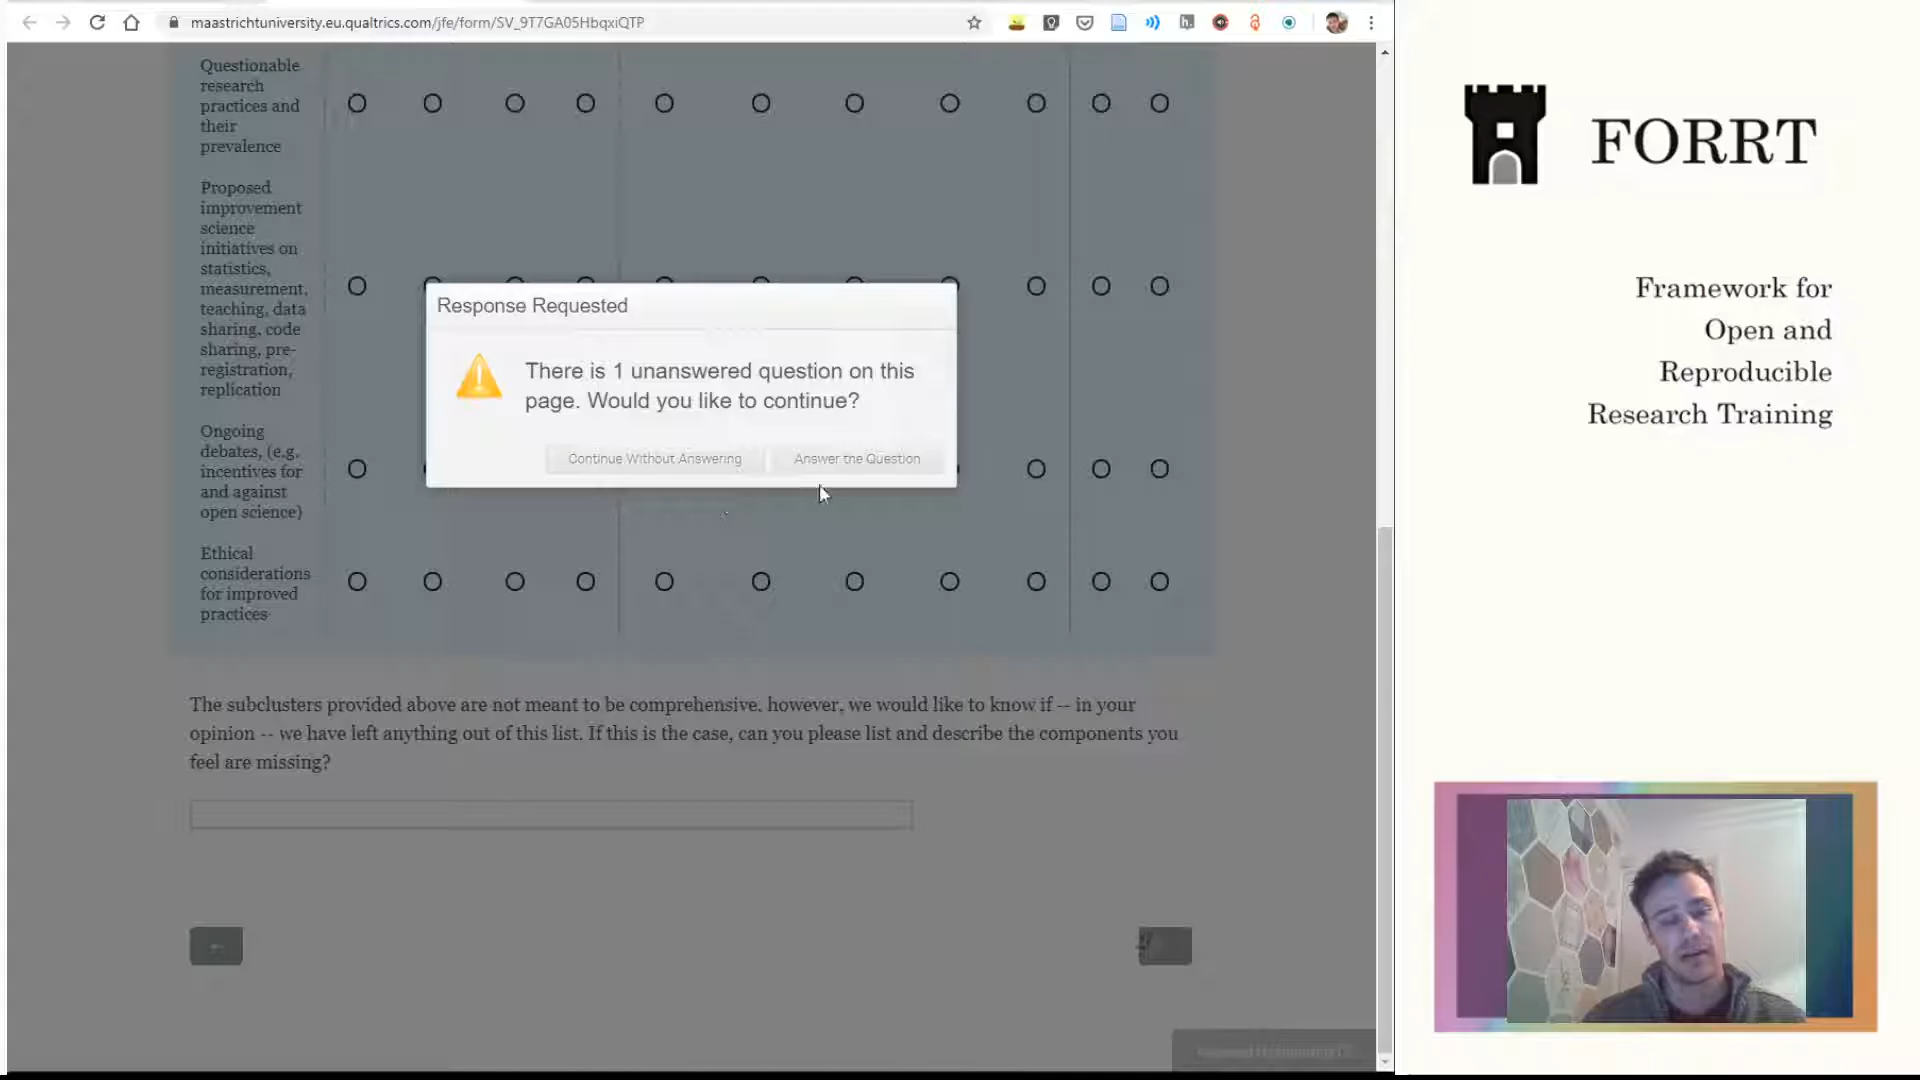 maastrichtuniversity.eu.qualtrics.com/jfe/form/SV_9T7GA05HbqxiQTP
Questionable
research
practices and
their
prevalence
Proposed
improvement
science
initiatives on
statistics,
measurement,
teaching, data
sharing, code
sharing, pre-
registration,
replication
Ongoing
debates, (e.g.
incentives for
and against
open science)
Ethical
considerations
for improved
practices
Response Requested
There is 1 unanswered question on this
page. Would you like to continue?
Continue Without Answering
Answer the Question
The subclusters provided above are not meant to be comprehensive, however, we would like to know if -- in your
opinion -- we have left anything out of this list. If this is the case, can you please list and describe the components you
feel are missing?
FORRT
Framework for
Open and
Reproducible
Research Training